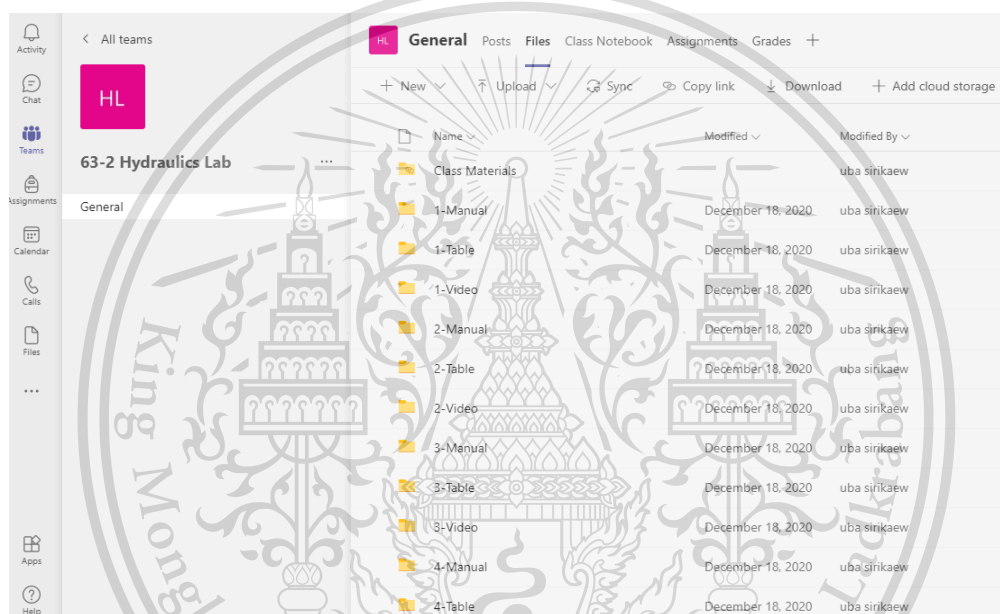 Activity
Chat
Teams
Assignments
Calendar
Calls
Files
Apps
Help
All teams
HL
63-2 Hydraulics Lab
General
HL General Posts Files Class Notebook Assignments Grades
New Upload Sync Copy link Download Add cloud storage
Name Modified Modified By
Class Materials uba sirikaew
1-Manual December 18, 2020 uba sirikaew
1-Table December 18, 2020 uba sirikaew
1-Video December 18, 2020 uba sirikaew
2-Manual December 18, 2020 uba sirikaew
2-Table December 18, 2020 uba sirikaew
2-Video December 18, 2020 uba sirikaew
3-Manual December 18, 2020 uba sirikaew
3-Table December 18, 2020 uba sirikaew
3-Video December 18, 2020 uba sirikaew
4-Manual December 18, 2020 uba sirikaew
4-Table December 18, 2020 uba sirikaew
King Mong
Ladkrabang